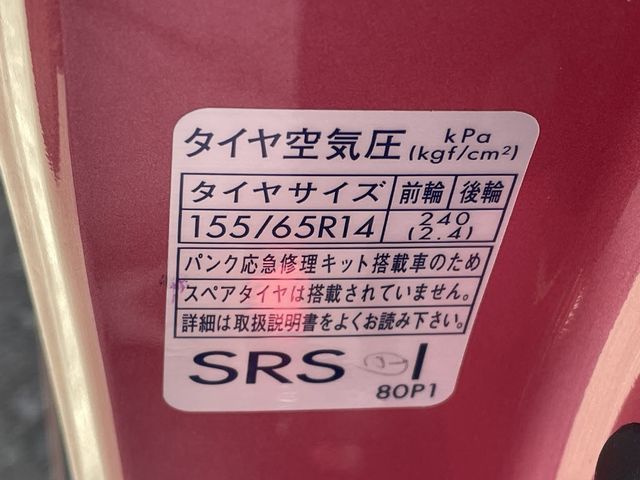 タイヤ空気圧 kPa (kgf/cm²)
タイヤサイズ 前輪 後輪
155/65R14 240 (2.4)
パンク応急修理キット搭載車のため
スペアタイヤは搭載されていません。
詳細は取扱説明書をよくお読み下さい。
SRS -I
80P1